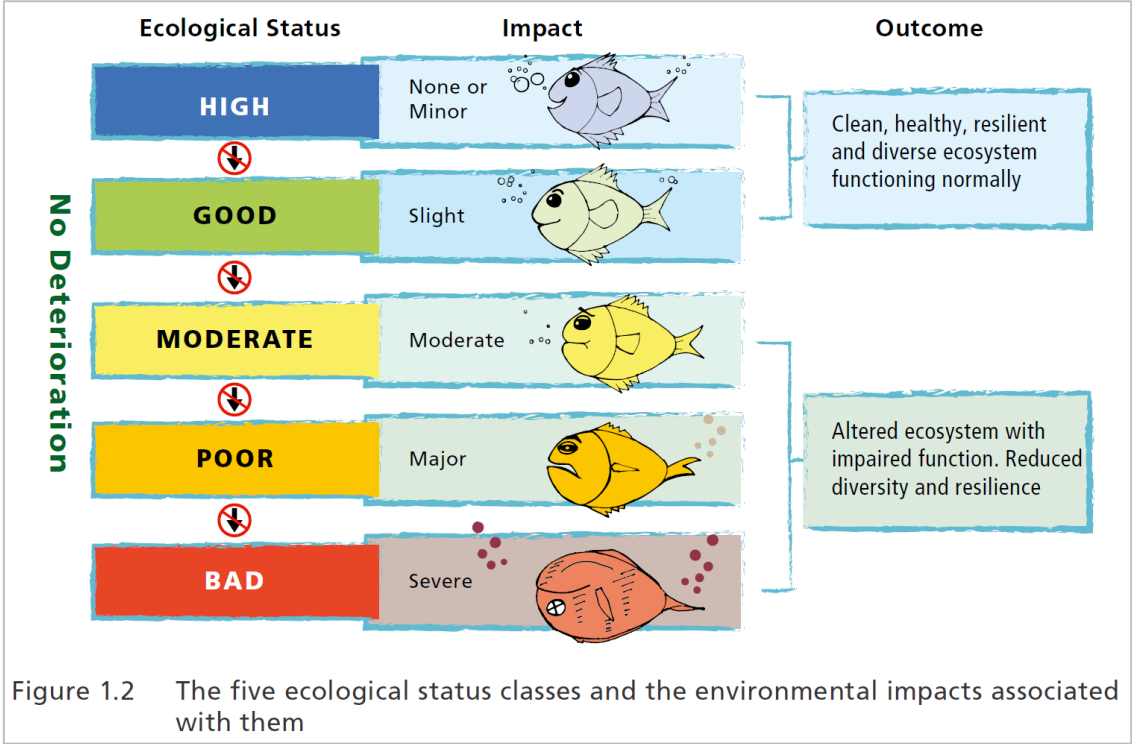 Ecological Status
Impact
Outcome
No Deterioration
HIGH
None or
Minor
Clean, healthy, resilient
and diverse ecosystem
functioning normally
GOOD
Slight
MODERATE
Moderate
POOR
Major
Altered ecosystem with
impaired function. Reduced
diversity and resilience
BAD
Severe
Figure 1.2 The five ecological status classes and the environmental impacts associated
with them